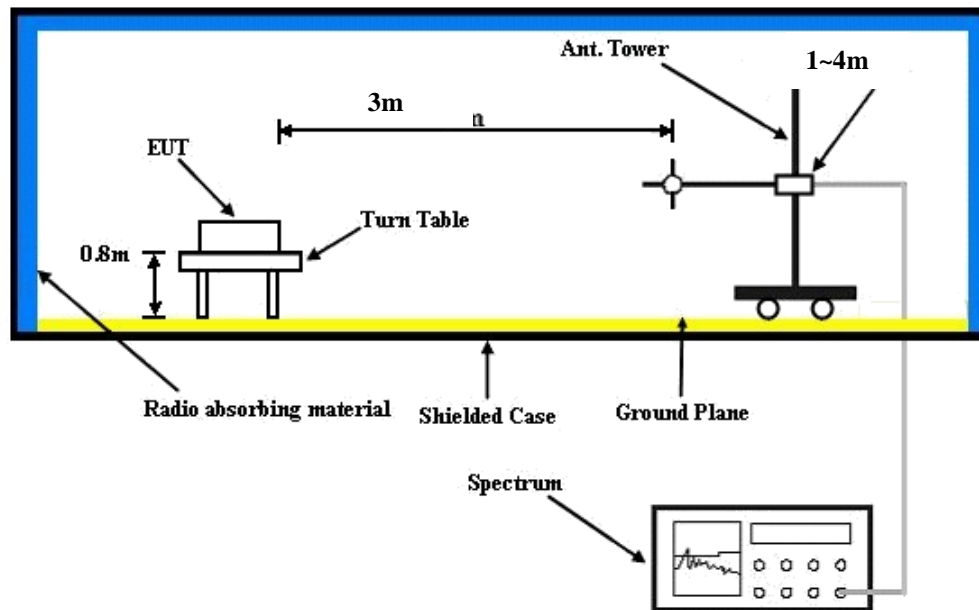 Ant. Tower
1~4m
3m
n
EUT
Turn Table
0.8m
Radio absorbing material
Shielded Case
Ground Plane
Spectrum